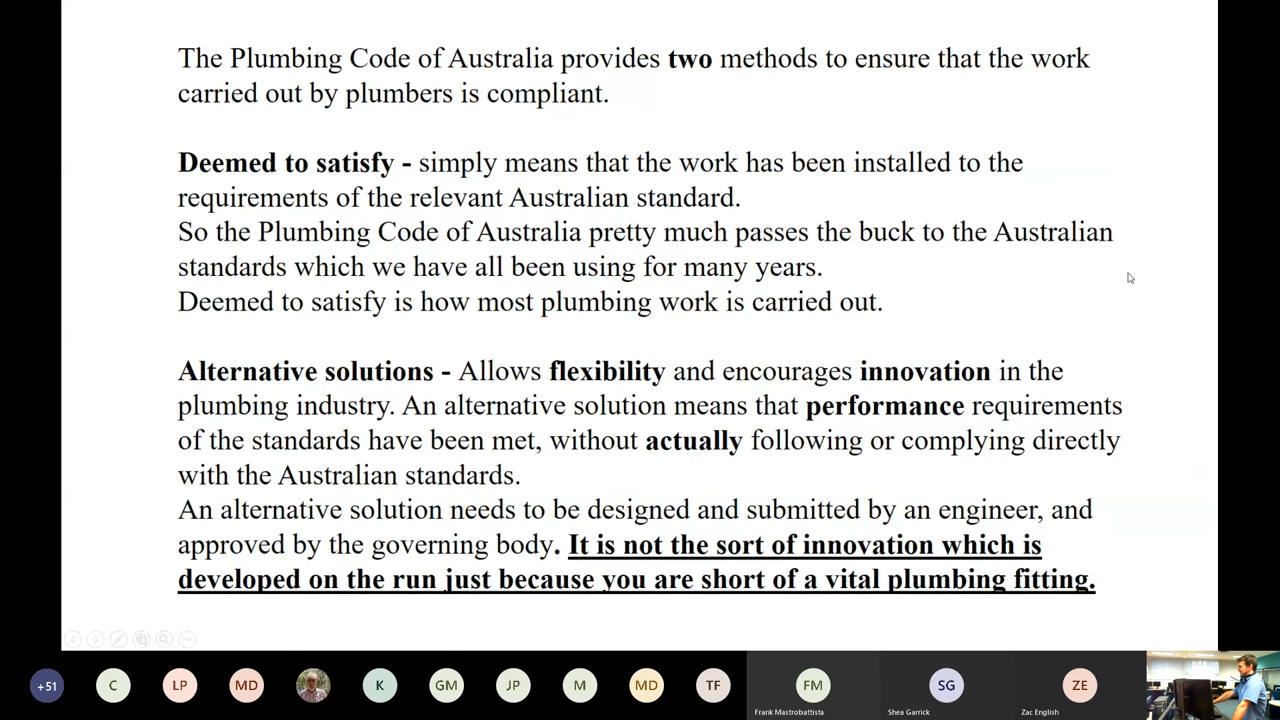 The Plumbing Code of Australia provides two methods to ensure that the work
carried out by plumbers is compliant.
Deemed to satisfy - simply means that the work has been installed to the
requirements of the relevant Australian standard.
So the Plumbing Code of Australia pretty much passes the buck to the Australian
standards which we have all been using for many years.
Deemed to satisfy is how most plumbing work is carried out.
Alternative solutions - Allows flexibility and encourages innovation in the
plumbing industry. An alternative solution means that performance requirements
of the standards have been met, without actually following or complying directly
with the Australian standards.
An alternative solution needs to be designed and submitted by an engineer, and
approved by the governing body. It is not the sort of innovation which is
developed on the run just because you are short of a vital plumbing fitting.
+51 C LP MD K GM JP M MD TF FM SG ZE
Frank Mastrobattista Shea Garrick Zac English